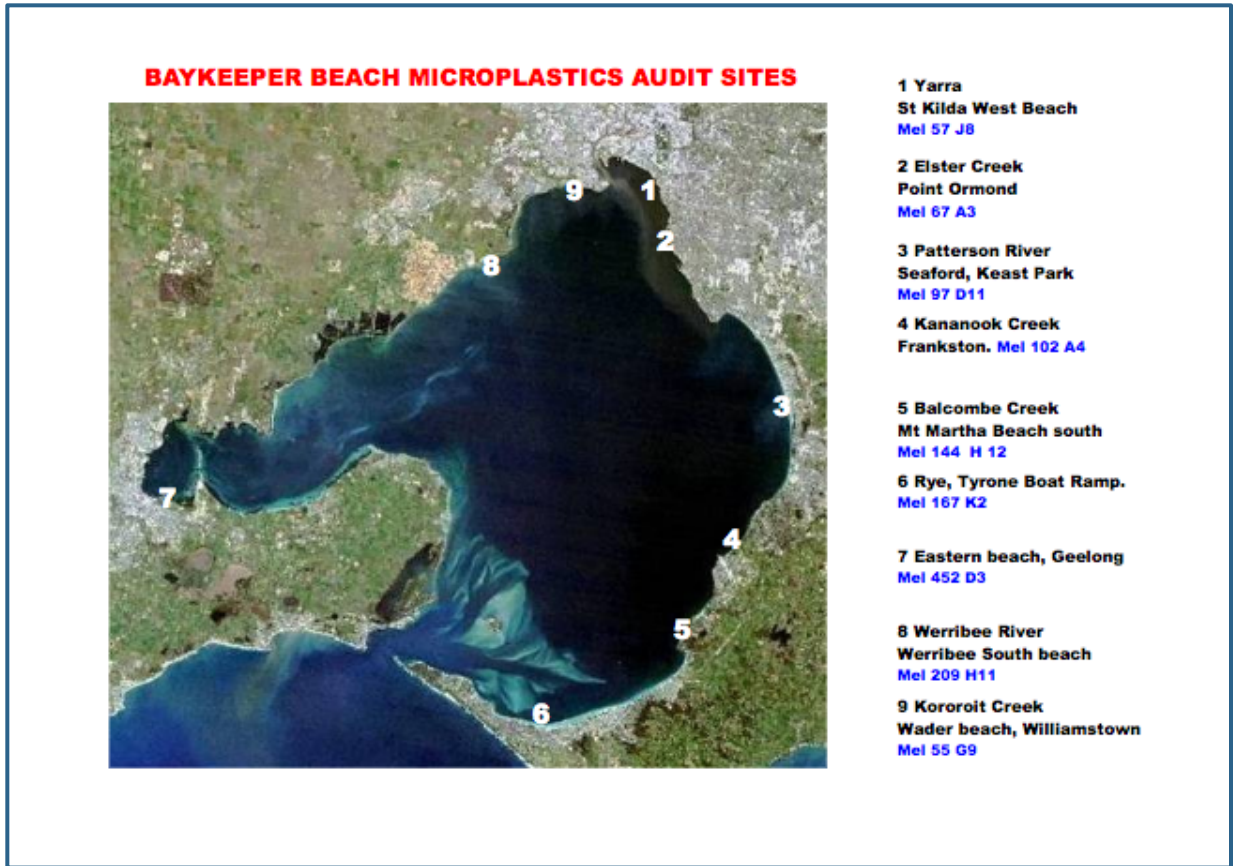 BAYKEEPER BEACH MICROPLASTICS AUDIT SITES
1 Yarra
St Kilda West Beach
Mel 57 J8
2 Elster Creek
Point Ormond
Mel 67 A3
3 Patterson River
Seaford, Keast Park
Mel 97 D11
4 Kananook Creek
Frankston. Mel 102 A4
5 Balcombe Creek
Mt Martha Beach south
Mel 144 H 12
6 Rye, Tyrone Boat Ramp.
Mel 167 K2
7 Eastern beach, Geelong
Mel 452 D3
8 Werribee River
Werribee South beach
Mel 209 H11
9 Kororoit Creek
Wader beach, Williamstown
Mel 55 G9
9
1
2
8
3
7
4
5
6